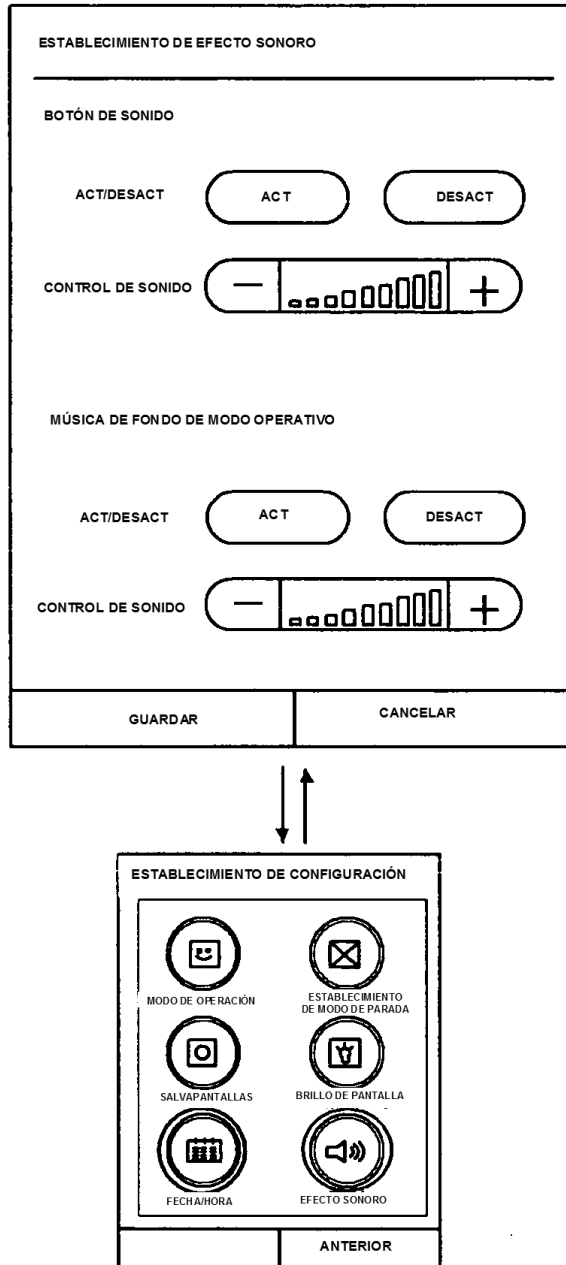 ESTABLECIMIENTO DE EFECTO SONORO
BOTÓN DE SONIDO
ACT/DESACT
ACT
DESACT
CONTROL DE SONIDO
−
+
MÚSICA DE FONDO DE MODO OPERATIVO
ACT/DESACT
ACT
DESACT
CONTROL DE SONIDO
−
+
GUARDAR
CANCELAR
ESTABLECIMIENTO DE CONFIGURACIÓN
MODO DE OPERACIÓN
ESTABLECIMIENTO
DE MODO DE PARADA
SALVAPANTALLAS
BRILLO DE PANTALLA
FECHA/HORA
EFECTO SONORO
ANTERIOR